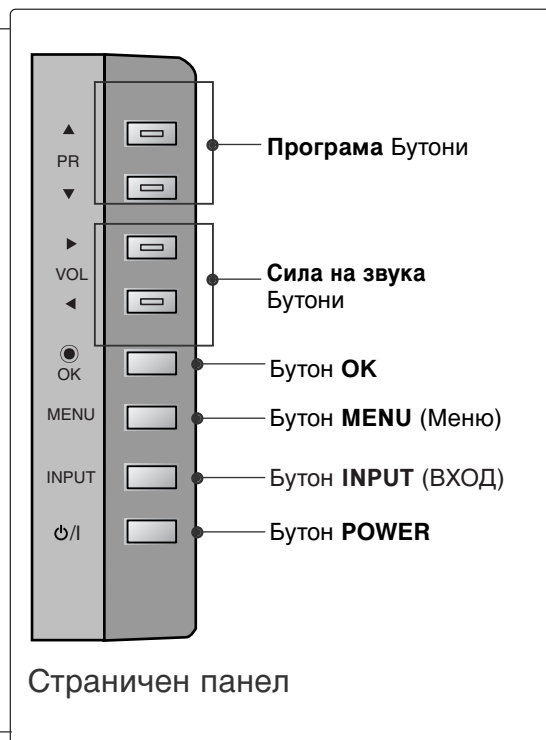 ▲
PR
▼
Програма Бутони
►
VOL
◄
Сила на звука
Бутони
OK
Бутон OK
MENU
Бутон MENU (Меню)
INPUT
Бутон INPUT (ВХОД)
⏻/I
Бутон POWER
Страничен панел